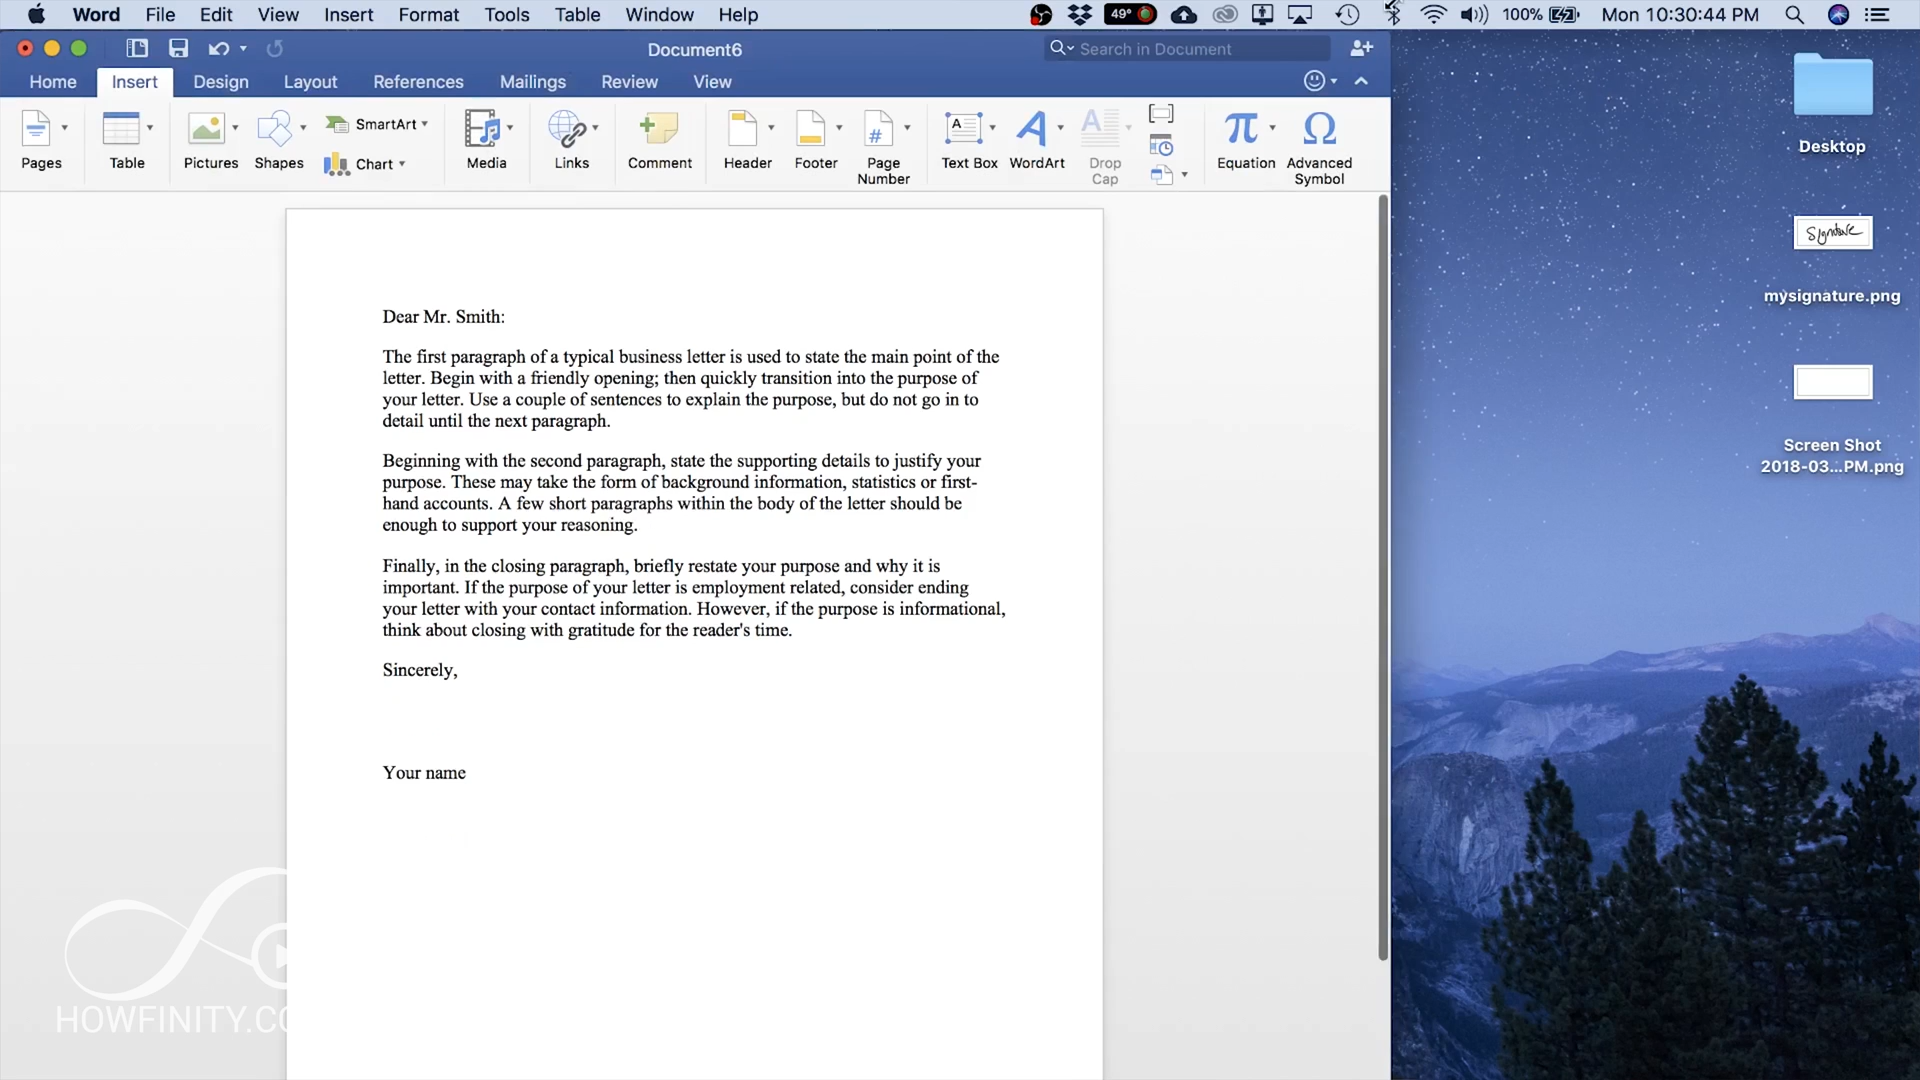 Word File Edit View Insert Format Tools Table Window Help 49° 100% Mon 10:30:44 PM
Document6 Search in Document
Home Insert Design Layout References Mailings Review View
Pages Table Pictures Shapes SmartArt Chart Media Links Comment Header Footer Page Number Text Box WordArt Drop Cap Equation Advanced Symbol
Dear Mr. Smith:
The first paragraph of a typical business letter is used to state the main point of the
letter. Begin with a friendly opening; then quickly transition into the purpose of
your letter. Use a couple of sentences to explain the purpose, but do not go in to
detail until the next paragraph.
Beginning with the second paragraph, state the supporting details to justify your
purpose. These may take the form of background information, statistics or first-
hand accounts. A few short paragraphs within the body of the letter should be
enough to support your reasoning.
Finally, in the closing paragraph, briefly restate your purpose and why it is
important. If the purpose of your letter is employment related, consider ending
your letter with your contact information. However, if the purpose is informational,
think about closing with gratitude for the reader's time.
Sincerely,
Your name
HOWFINITY.CO
Desktop
Signature
mysignature.png
Screen Shot
2018-03...PM.png